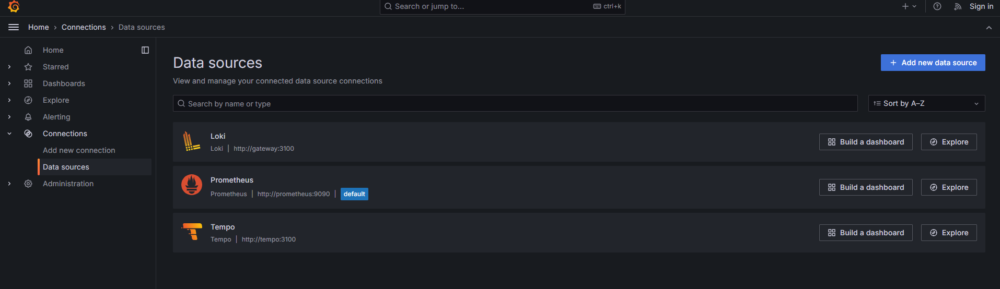 Search or jump to... ctrl+k Sign in
Home › Connections › Data sources
Home
Starred
Dashboards
Explore
Alerting
Connections
Add new connection
Data sources
Administration
Data sources
Add new data source
View and manage your connected data source connections
Search by name or type
Sort by A–Z
Loki
Loki | http://gateway:3100
Build a dashboard Explore
Prometheus
Prometheus | http://prometheus:9090 | default
Build a dashboard Explore
Tempo
Tempo | http://tempo:3100
Build a dashboard Explore